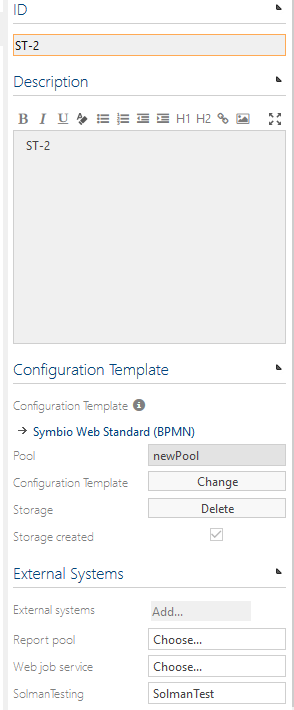 ID
ST-2
Description
B I U H1 H2
ST-2
Configuration Template
Configuration Template
→ Symbio Web Standard (BPMN)
Pool newPool
Configuration Template Change
Storage Delete
Storage created
External Systems
External systems Add...
Report pool Choose...
Web job service Choose...
SolmanTesting SolmanTest